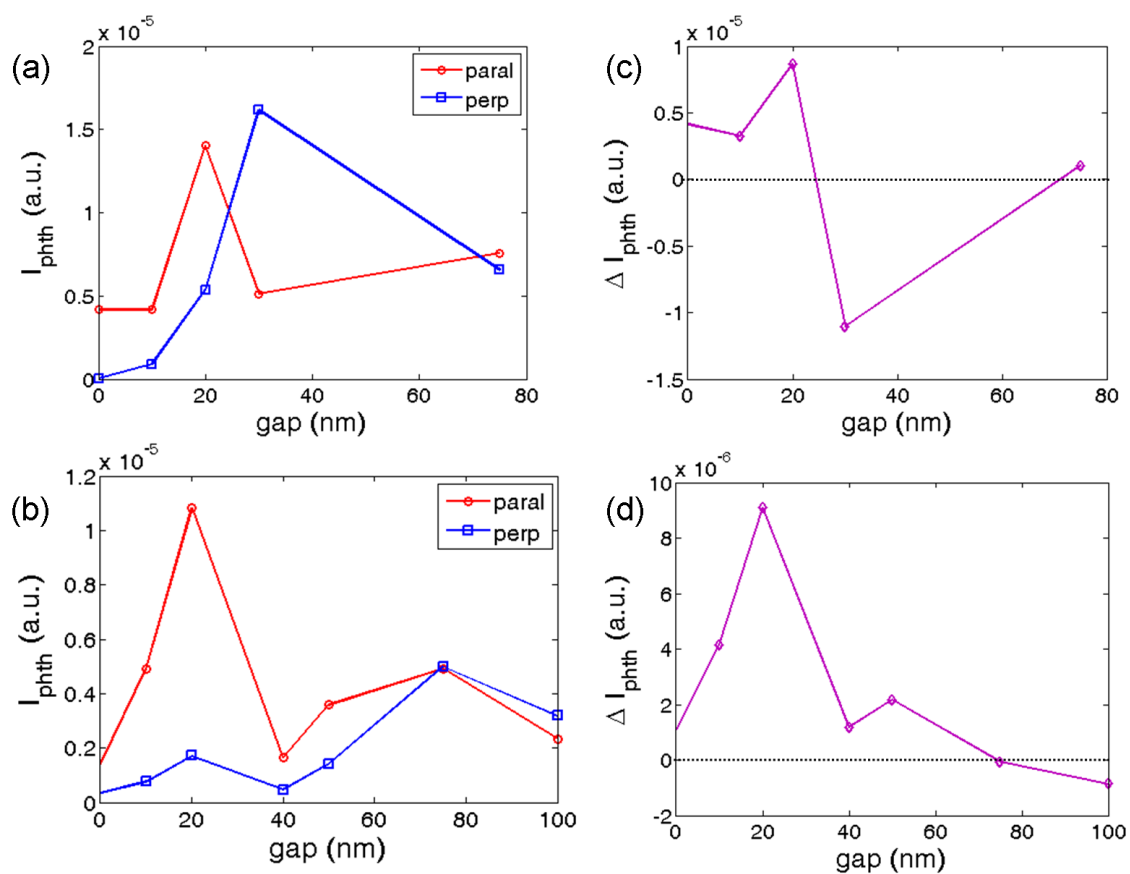 (a)
x 10^-5
2
1.5
1
0.5
0
I_phth (a.u.)
paral
perp
0 20 40 60 80
gap (nm)
(c)
x 10^-5
1
0.5
0
-0.5
-1
-1.5
Δ I_phth (a.u.)
0 20 40 60 80
gap (nm)
(b)
x 10^-5
1.2
1
0.8
0.6
0.4
0.2
0
I_phth (a.u.)
paral
perp
0 20 40 60 80 100
gap (nm)
(d)
x 10^-6
10
8
6
4
2
0
-2
Δ I_phth (a.u.)
0 20 40 60 80 100
gap (nm)